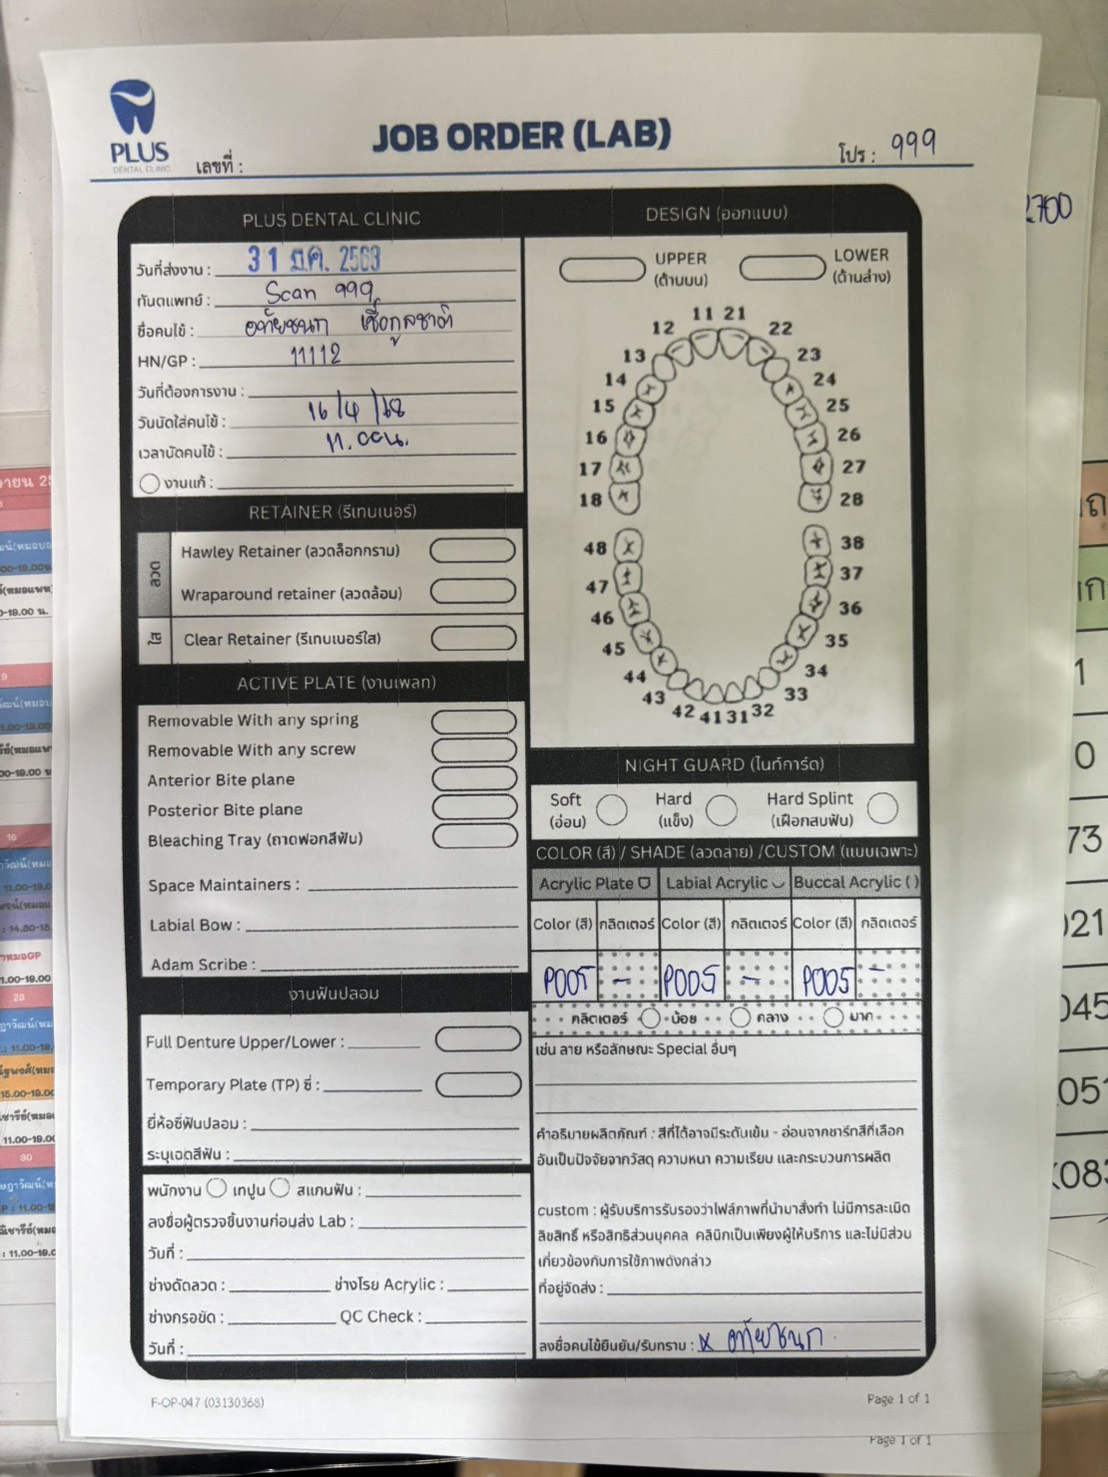 PLUS
DENTAL CLINIC
JOB ORDER (LAB)
เลขที่ :
โปร : 999
2700
PLUS DENTAL CLINIC
วันที่ส่งงาน : 31 มี.ค. 2568
ทันตแพทย์ : Scan 999
ชื่อคนไข้ :
HN/GP : 11112
วันที่ต้องการงาน :
วันนัดใส่คนไข้ : 16/4/68
เวลานัดคนไข้ : 11.00น.
งานแก้ :
RETAINER (รีเทนเนอร์)
ลวด
Hawley Retainer (ลวดล็อกกราม)
Wraparound retainer (ลวดล้อม)
ใส
Clear Retainer (รีเทนเนอร์ใส)
ACTIVE PLATE (งานเพลท)
Removable With any spring
Removable With any screw
Anterior Bite plane
Posterior Bite plane
Bleaching Tray (ถาดฟอกสีฟัน)
Space Maintainers :
Labial Bow :
Adam Scribe :
งานฟันปลอม
Full Denture Upper/Lower :
Temporary Plate (TP) ซี่ :
ยี่ห้อซี่ฟันปลอม :
ระบุเฉดสีฟัน :
พนักงาน เทปูน สแกนฟัน :
ลงชื่อผู้ตรวจชิ้นงานก่อนส่ง Lab :
วันที่ :
ช่างดัดลวด : ช่างโรย Acrylic :
ช่างกรอขัด : QC Check :
วันที่ :
DESIGN (ออกแบบ)
UPPER
(ด้านบน)
LOWER
(ด้านล่าง)
11 21
12 22
13 23
14 24
15 25
16 26
17 27
18 28
48 38
47 37
46 36
45 35
44 34
43 33
42 41 31 32
NIGHT GUARD (ไนท์การ์ด)
Soft
(อ่อน)
Hard
(แข็ง)
Hard Splint
(เฝือกสบฟัน)
COLOR (สี) / SHADE (ลวดลาย) /CUSTOM (แบบเฉพาะ)
Acrylic Plate Labial Acrylic Buccal Acrylic ( )
Color (สี) กลิตเตอร์ Color (สี) กลิตเตอร์ Color (สี) กลิตเตอร์
P005 - P005 - P005 -
กลิตเตอร์ น้อย กลาง มาก
เช่น ลาย หรือลักษณะ Special อื่นๆ
คำอธิบายผลิตภัณฑ์ : สีที่ได้อาจมีระดับเข้ม - อ่อนจากชาร์ทสีที่เลือก
อันเป็นปัจจัยจากวัสดุ ความหนา ความเรียบ และกระบวนการผลิต
custom : ผู้รับบริการรับรองว่าไฟล์ภาพที่นำมาสั่งทำ ไม่มีการละเมิด
ลิขสิทธิ์ หรือสิทธิส่วนบุคคล คลินิกเป็นเพียงผู้ให้บริการ และไม่มีส่วน
เกี่ยวข้องกับการใช้ภาพดังกล่าว
ที่อยู่จัดส่ง :
ลงชื่อคนไข้ยืนยัน/รับทราบ : x
F-OP-047 (03130368)
Page 1 of 1
Page 1 of 1